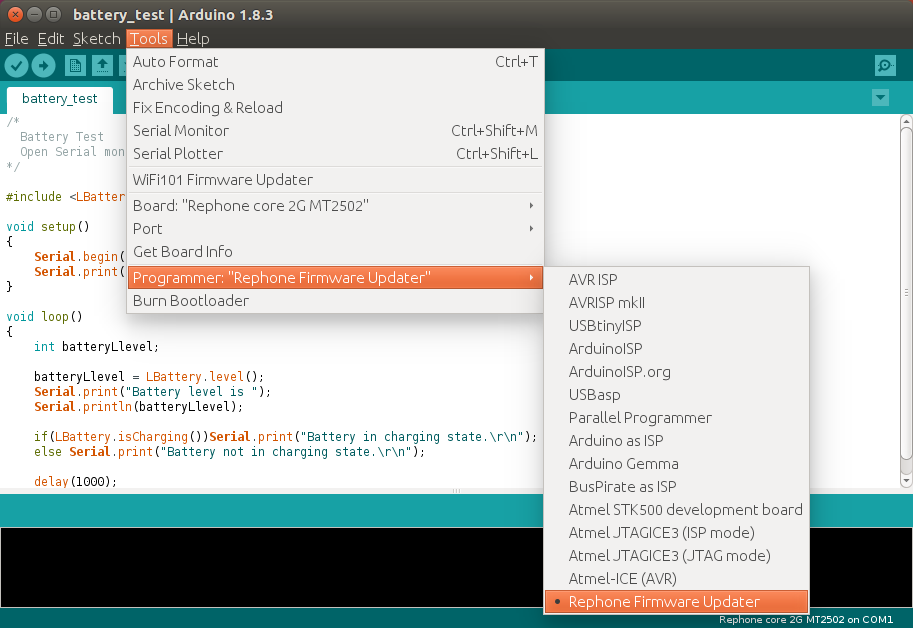 battery_test | Arduino 1.8.3
File Edit Sketch Tools Help
battery_test
Auto Format Ctrl+T
Archive Sketch
Fix Encoding & Reload
Serial Monitor Ctrl+Shift+M
Serial Plotter Ctrl+Shift+L
WiFi101 Firmware Updater
Board: "Rephone core 2G MT2502"
Port
Get Board Info
Programmer: "Rephone Firmware Updater"
Burn Bootloader
AVR ISP
AVRISP mkII
USBtinyISP
ArduinoISP
ArduinoISP.org
USBasp
Parallel Programmer
Arduino as ISP
Arduino Gemma
BusPirate as ISP
Atmel STK500 development board
Atmel JTAGICE3 (ISP mode)
Atmel JTAGICE3 (JTAG mode)
Atmel-ICE (AVR)
Rephone Firmware Updater
/*
Battery Test
Open Serial mon
*/
#include <LBatter
void setup()
{
Serial.begin(
Serial.print(
}
void loop()
{
int batteryLlevel;
batteryLlevel = LBattery.level();
Serial.print("Battery level is ");
Serial.println(batteryLlevel);
if(LBattery.isCharging())Serial.print("Battery in charging state.\r\n");
else Serial.print("Battery not in charging state.\r\n");
delay(1000);
Rephone core 2G MT2502 on COM1